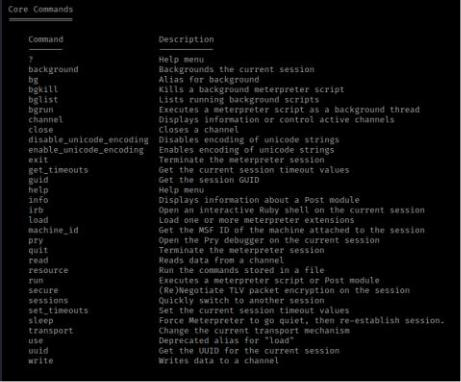 Core Commands
Command Description
? Help menu
background Backgrounds the current session
bg Alias for background
bgkill Kills a background meterpreter script
bglist Lists running background scripts
bgrun Executes a meterpreter script as a background thread
channel Displays information or control active channels
close Closes a channel
disable_unicode_encoding Disables encoding of unicode strings
enable_unicode_encoding Enables encoding of unicode strings
exit Terminate the meterpreter session
get_timeouts Get the current session timeout values
guid Get the session GUID
help Help menu
info Displays information about a Post module
irb Open an interactive Ruby shell on the current session
load Load one or more meterpreter extensions
machine_id Get the MSF ID of the machine attached to the session
pry Open the Pry debugger on the current session
quit Terminate the meterpreter session
read Reads data from a channel
resource Run the commands stored in a file
run Executes a meterpreter script or Post module
secure (Re)Negotiate TLV packet encryption on the session
sessions Quickly switch to another session
set_timeouts Set the current session timeout values
sleep Force Meterpreter to go quiet, then re-establish session.
transport Change the current transport mechanism
use Deprecated alias for "load"
uuid Get the UUID for the current session
write Writes data to a channel